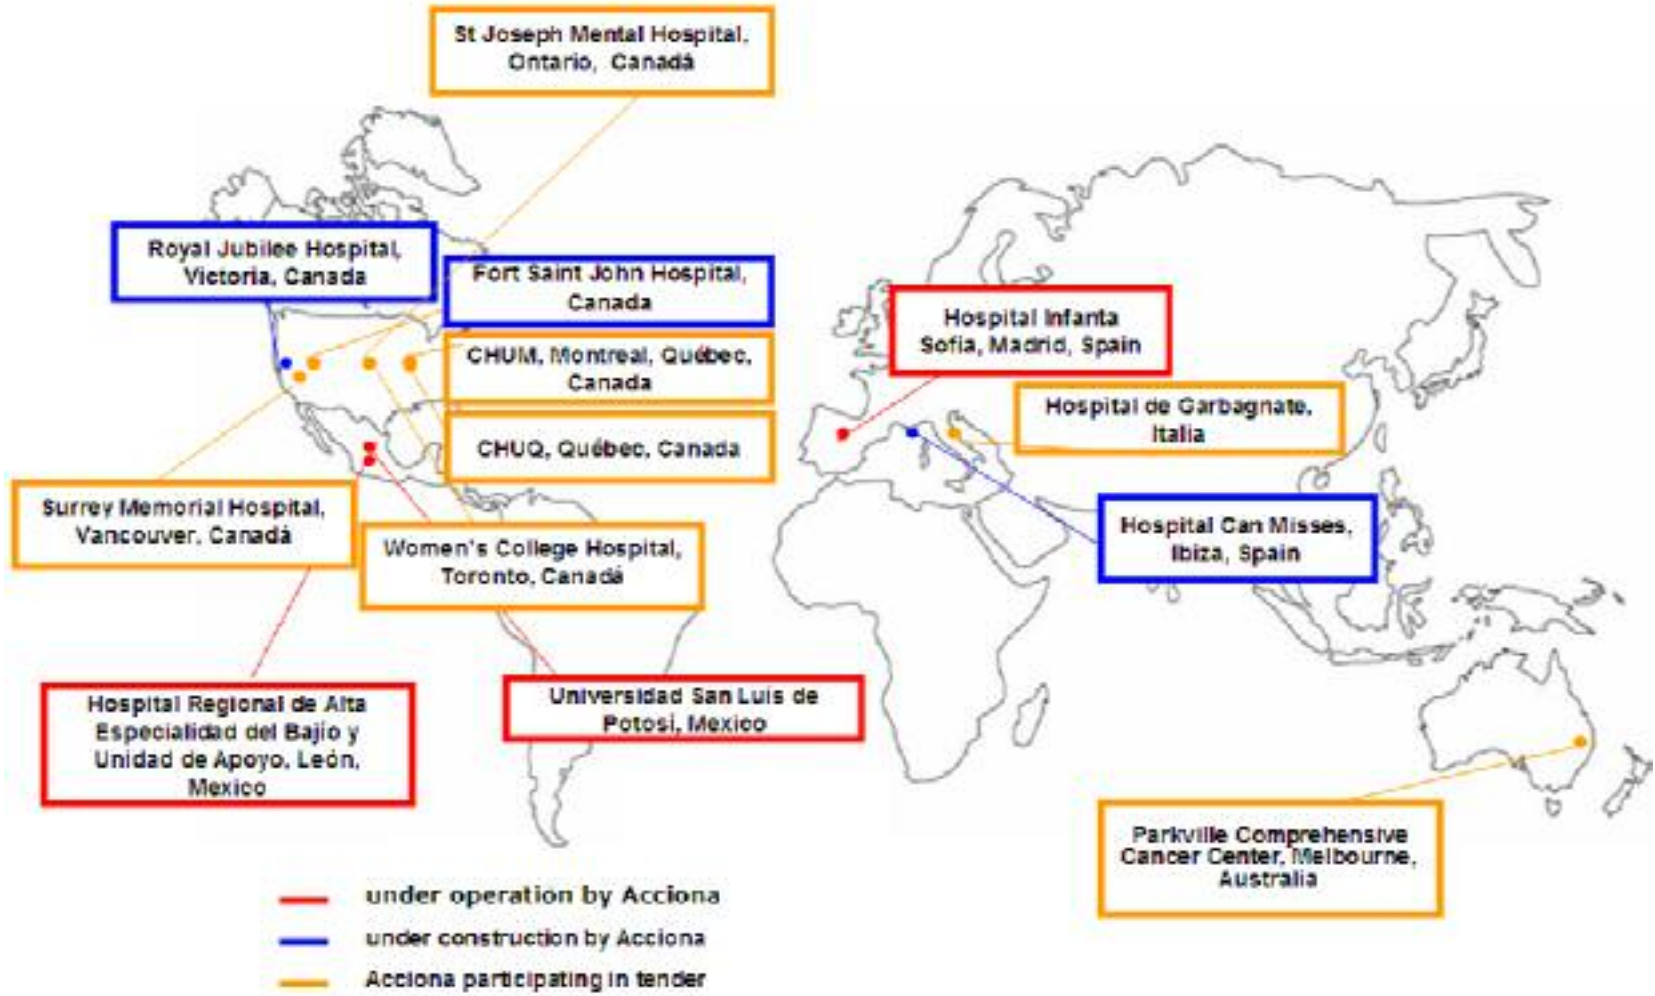 St Joseph Mental Hospital,
Ontario, Canadá
Royal Jubilee Hospital,
Victoria, Canada
Fort Saint John Hospital,
Canada
Hospital Infanta
Sofia, Madrid, Spain
CHUM, Montreal, Québec,
Canada
Hospital de Garbagnate,
Italia
CHUQ, Québec, Canada
Surrey Memorial Hospital,
Vancouver, Canadá
Women's College Hospital,
Toronto, Canadá
Hospital Can Misses,
Ibiza, Spain
Hospital Regional de Alta
Especialidad del Bajío y
Unidad de Apoyo, León,
Mexico
Universidad San Luis de
Potosí, Mexico
Parkville Comprehensive
Cancer Center, Melbourne,
Australia
under operation by Acciona
under construction by Acciona
Acciona participating in tender